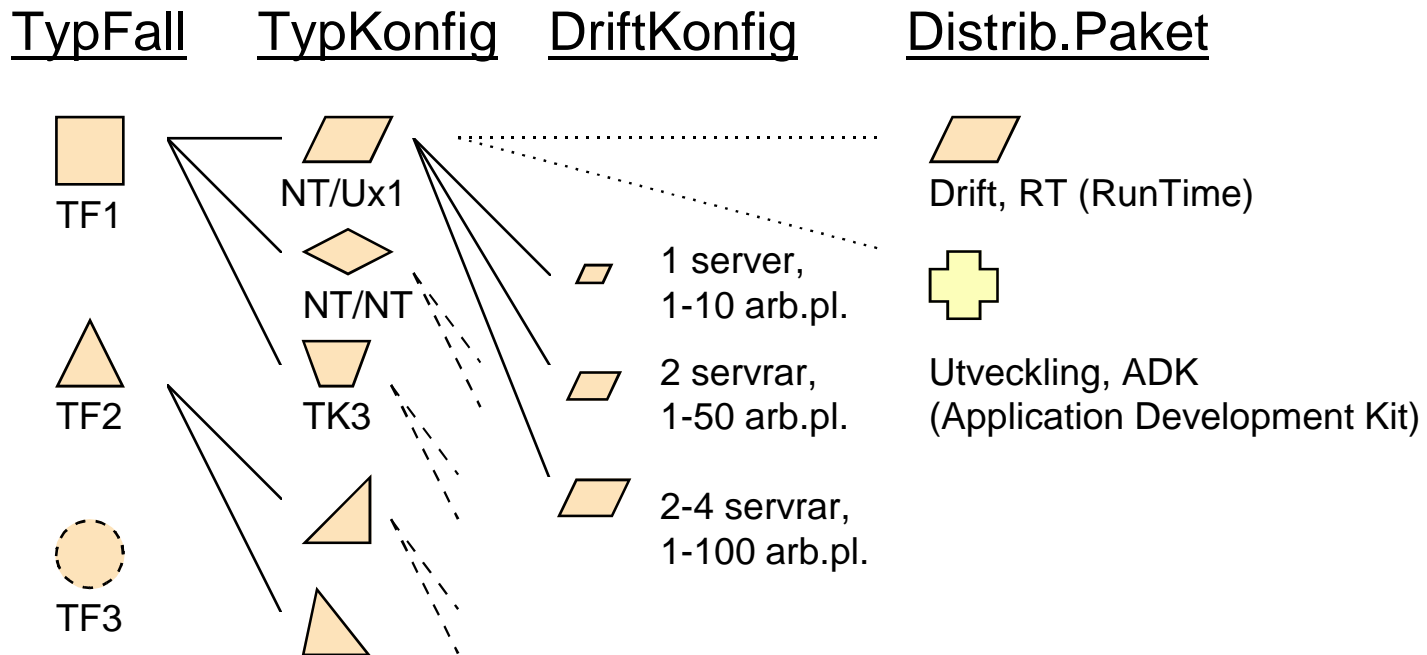 TypFall TypKonfig DriftKonfig Distrib.Paket
TF1
NT/Ux1
Drift, RT (RunTime)
NT/NT
1 server,
1-10 arb.pl.
TF2
TK3
2 servrar,
1-50 arb.pl.
Utveckling, ADK
(Application Development Kit)
2-4 servrar,
1-100 arb.pl.
TF3